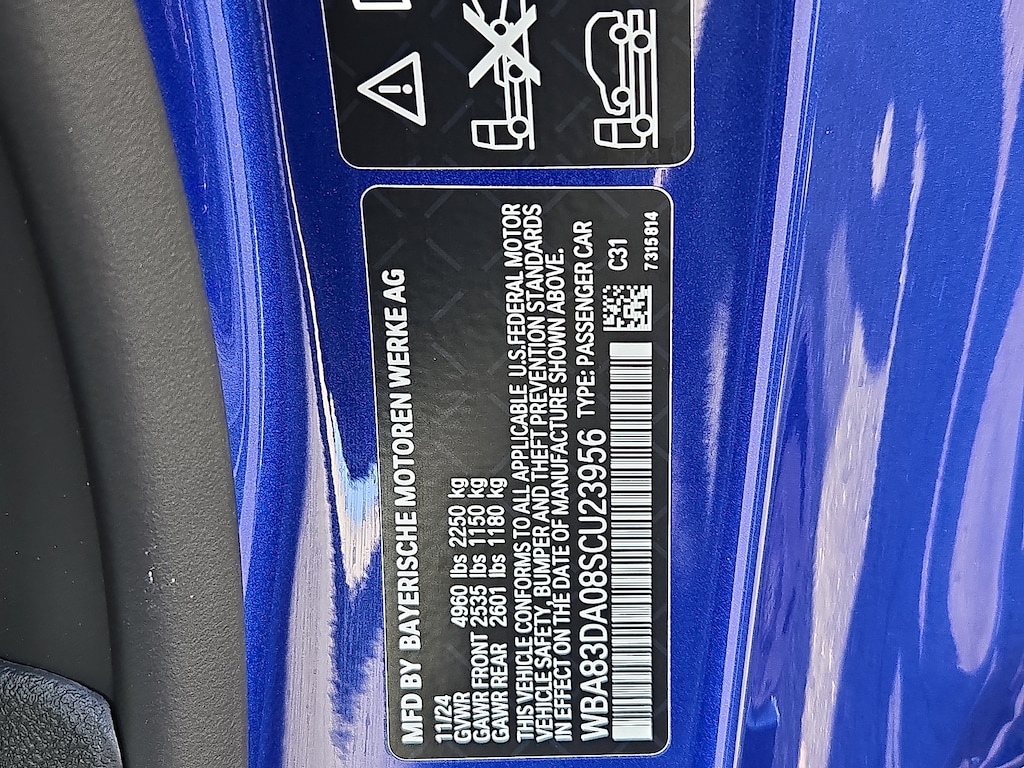 MFD BY BAYERISCHE MOTOREN WERKE AG
11/24
GVWR 4960 lbs 2250 kg
GAWR FRONT 2535 lbs 1150 kg
GAWR REAR 2601 lbs 1180 kg
THIS VEHICLE CONFORMS TO ALL APPLICABLE U.S.FEDERAL MOTOR
VEHICLE SAFETY, BUMPER AND THEFT PREVENTION STANDARDS
IN EFFECT ON THE DATE OF MANUFACTURE SHOWN ABOVE.
WBA83DA08SCU23956 TYPE: PASSENGER CAR
C31
7315814